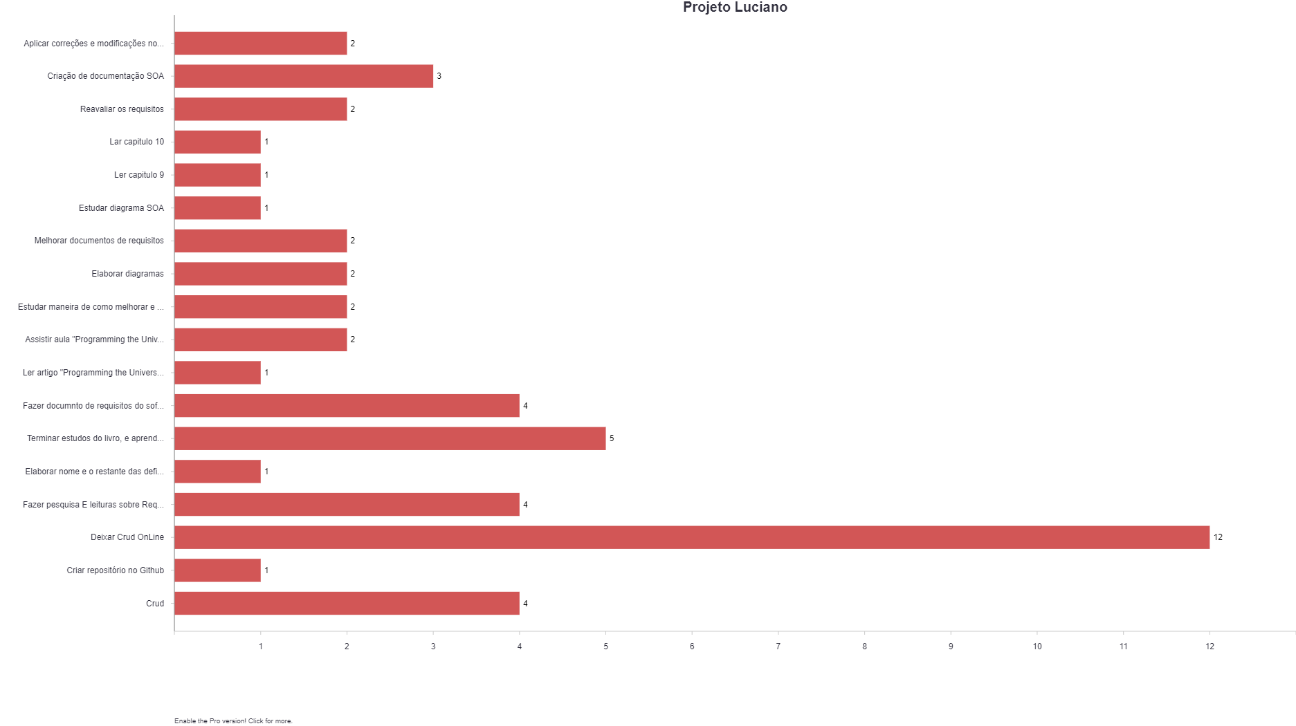 Projeto Luciano
Aplicar correções e modificações no... 2
Criação de documentação SOA 3
Reavaliar os requisitos 2
Lar capitulo 10 1
Ler capitulo 9 1
Estudar diagrama SOA 1
Melhorar documentos de requisitos 2
Elaborar diagramas 2
Estudar maneira de como melhorar e ... 2
Assistir aula "Programming the Univ... 2
Ler artigo "Programming the Univers... 1
Fazer documnto de requisitos do sof... 4
Terminar estudos do livro, e aprend... 5
Elaborar nome e o restante das defi... 1
Fazer pesquisa E leituras sobre Req... 4
Deixar Crud OnLine 12
Criar repositório no Github 1
Crud 4
1 2 3 4 5 6 7 8 9 10 11 12
Enable the Pro version! Click for more.